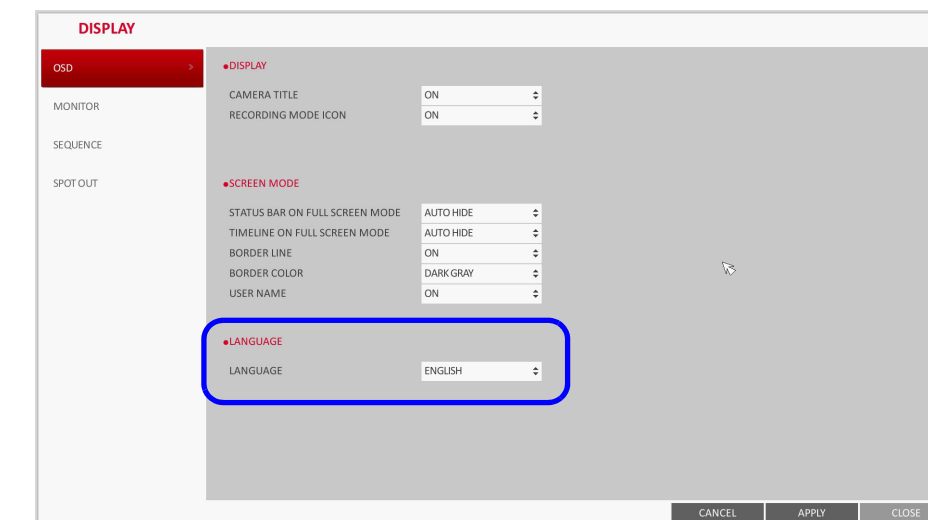 DISPLAY
OSD
MONITOR
SEQUENCE
SPOT OUT
●DISPLAY
CAMERA TITLE ON
RECORDING MODE ICON ON
●SCREEN MODE
STATUS BAR ON FULL SCREEN MODE AUTO HIDE
TIMELINE ON FULL SCREEN MODE AUTO HIDE
BORDER LINE ON
BORDER COLOR DARK GRAY
USER NAME ON
●LANGUAGE
LANGUAGE ENGLISH
CANCEL APPLY CLOSE